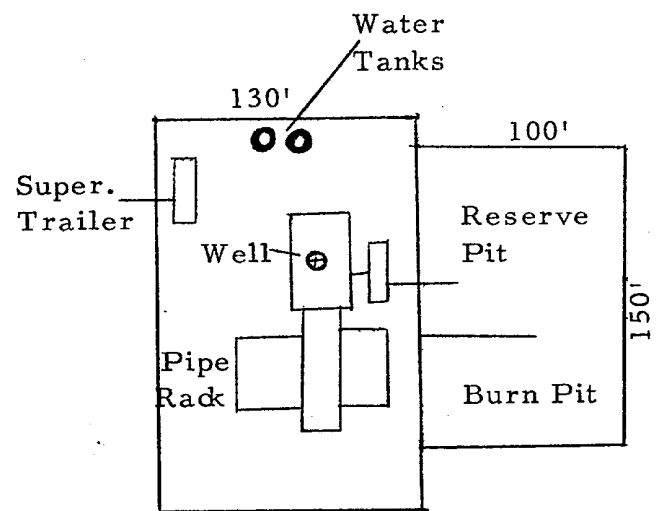 Water
Tanks
130'
100'
Super.
Trailer
Reserve
Pit
Well
150'
Pipe
Rack
Burn Pit